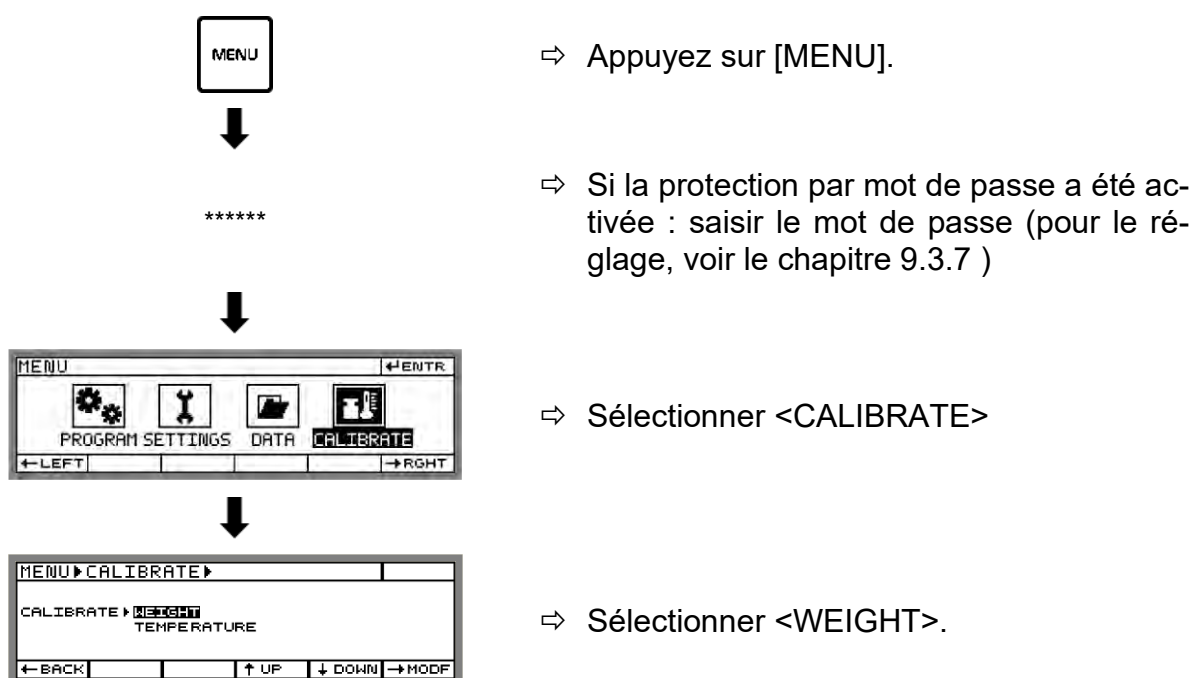 MENU
⇨ Appuyez sur [MENU].
******
⇨ Si la protection par mot de passe a été ac-
tivée : saisir le mot de passe (pour le ré-
glage, voir le chapitre 9.3.7 )
MENU ↵ENTR
PROGRAM SETTINGS DATA CALIBRATE
←LEFT →RGHT
⇨ Sélectionner <CALIBRATE>
MENU▶CALIBRATE▶
CALIBRATE▶WEIGHT
TEMPERATURE
←BACK ↑ UP ↓ DOWN →MODF
⇨ Sélectionner <WEIGHT>.